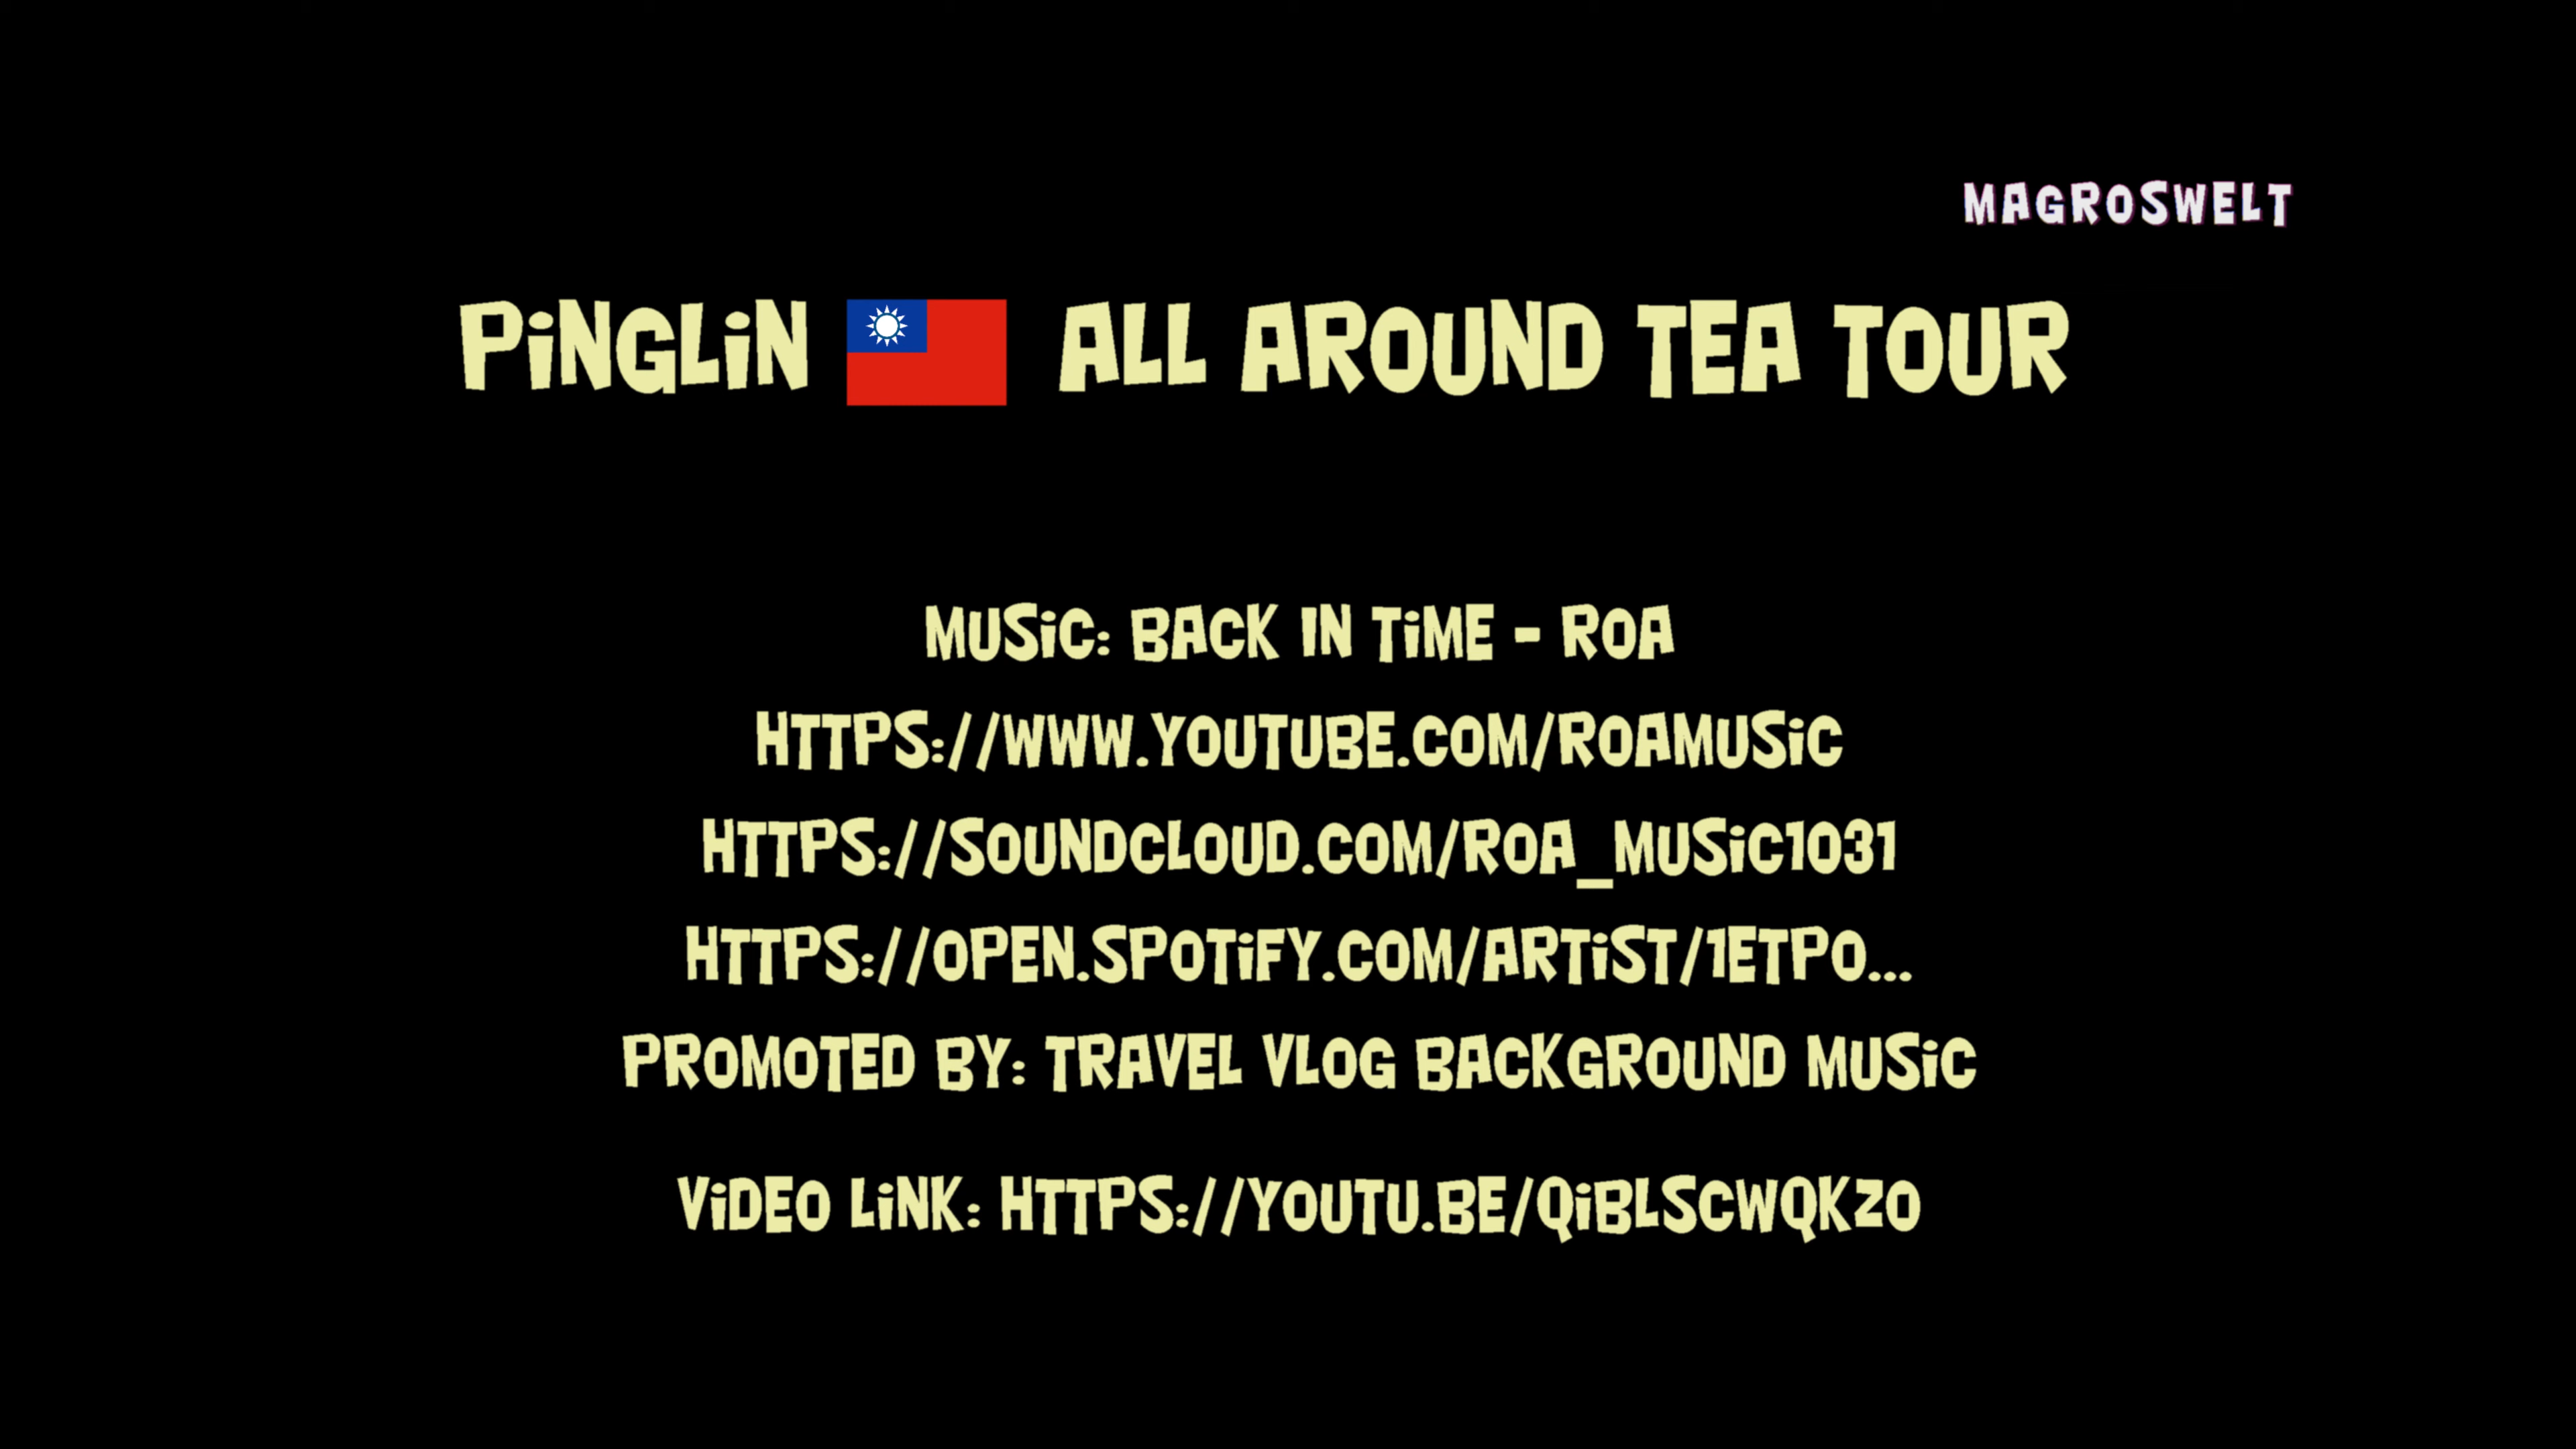 MAGROSWELT
PiNGLiN ALL AROUND TEA TOUR
MUSiC: BACK IN TiME - ROA
HTTPS://WWW.YOUTUBE.COM/ROAMUSiC
HTTPS://SOUNDCLOUD.COM/ROA_MUSiC1031
HTTPS://OPEN.SPOTiFY.COM/ARTiST/1ETPO...
PROMOTED BY: TRAVEL VLOG BACKGROUND MUSiC
ViDEO LiNK: HTTPS://YOUTU.BE/QiBLSCWQKZO